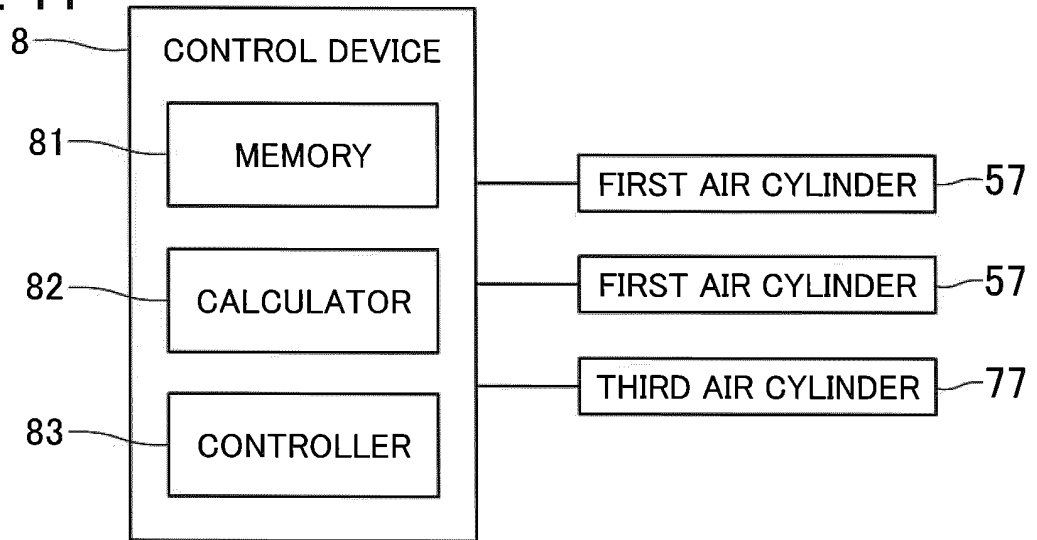 8 CONTROL DEVICE
81 MEMORY
FIRST AIR CYLINDER 57
82 CALCULATOR
FIRST AIR CYLINDER 57
THIRD AIR CYLINDER 77
83 CONTROLLER